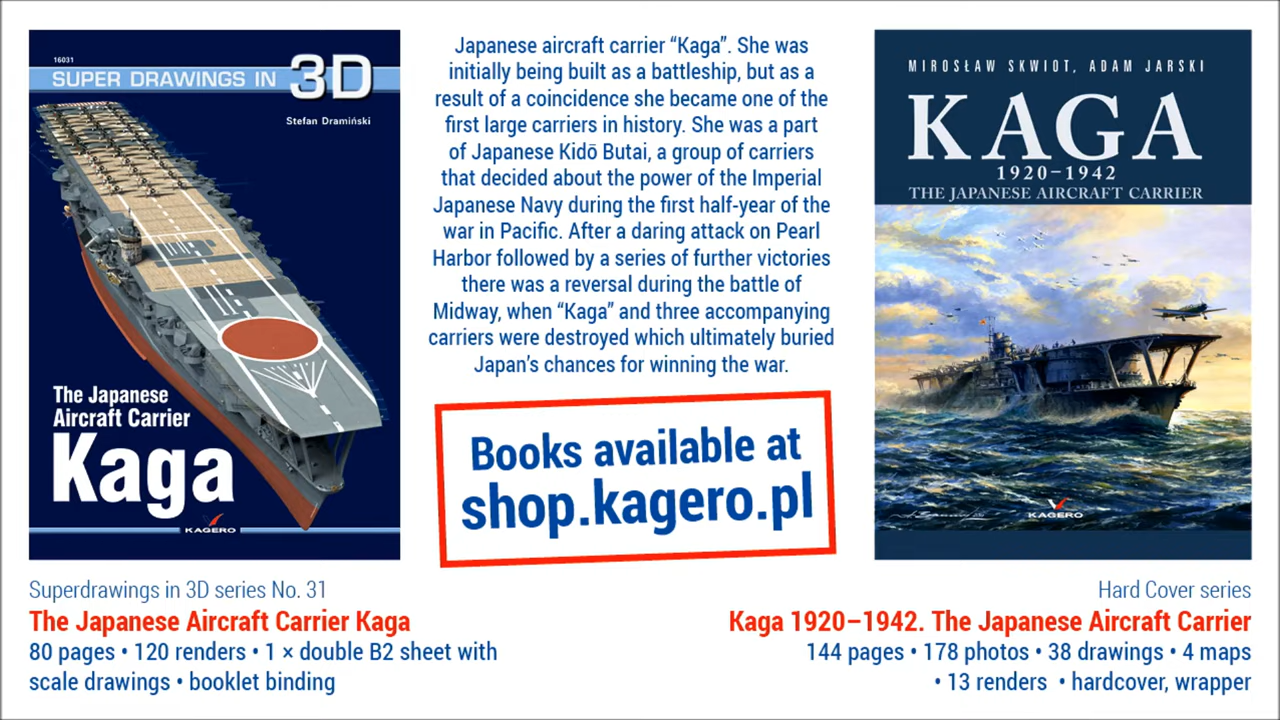 16031
SUPER DRAWINGS IN 3D
Stefan Dramiński
The Japanese
Aircraft Carrier
Kaga
KAGERO
Japanese aircraft carrier “Kaga”. She was
initially being built as a battleship, but as a
result of a coincidence she became one of the
first large carriers in history. She was a part
of Japanese Kidō Butai, a group of carriers
that decided about the power of the Imperial
Japanese Navy during the first half-year of the
war in Pacific. After a daring attack on Pearl
Harbor followed by a series of further victories
there was a reversal during the battle of
Midway, when “Kaga” and three accompanying
carriers were destroyed which ultimately buried
Japan’s chances for winning the war.
Books available at
shop.kagero.pl
MIROSŁAW SKWIOT, ADAM JARSKI
KAGA
1920–1942
THE JAPANESE AIRCRAFT CARRIER
KAGERO
Superdrawings in 3D series No. 31
The Japanese Aircraft Carrier Kaga
80 pages • 120 renders • 1 × double B2 sheet with
scale drawings • booklet binding
Hard Cover series
Kaga 1920–1942. The Japanese Aircraft Carrier
144 pages • 178 photos • 38 drawings • 4 maps
• 13 renders • hardcover, wrapper